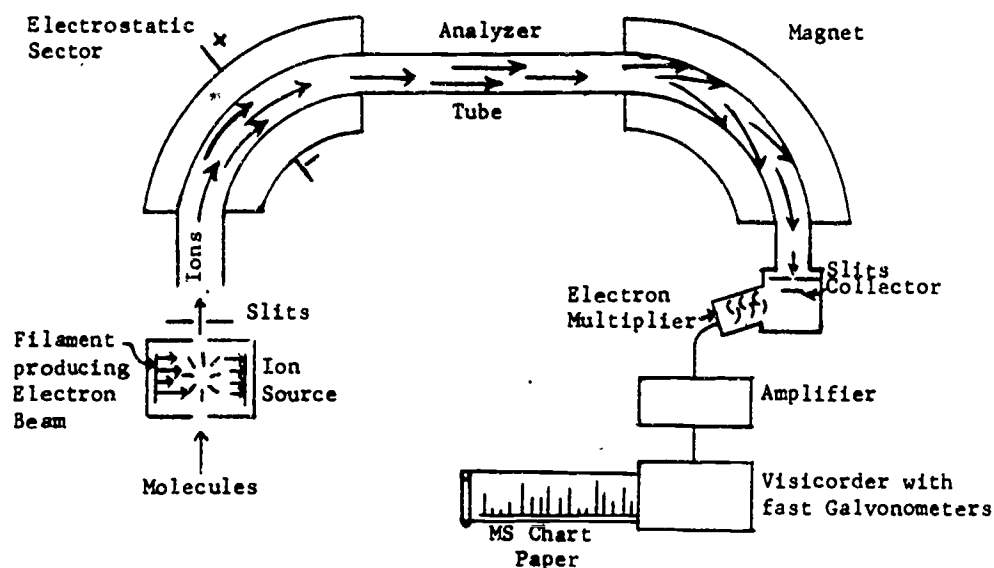 Electrostatic
Sector
+
Analyzer
Magnet
Tube
-
Ions
Slits
Collector
Electron
Multiplier
Slits
Filament
producing
Electron
Beam
Ion
Source
Amplifier
Molecules
Visicorder with
fast Galvonometers
MS Chart
Paper